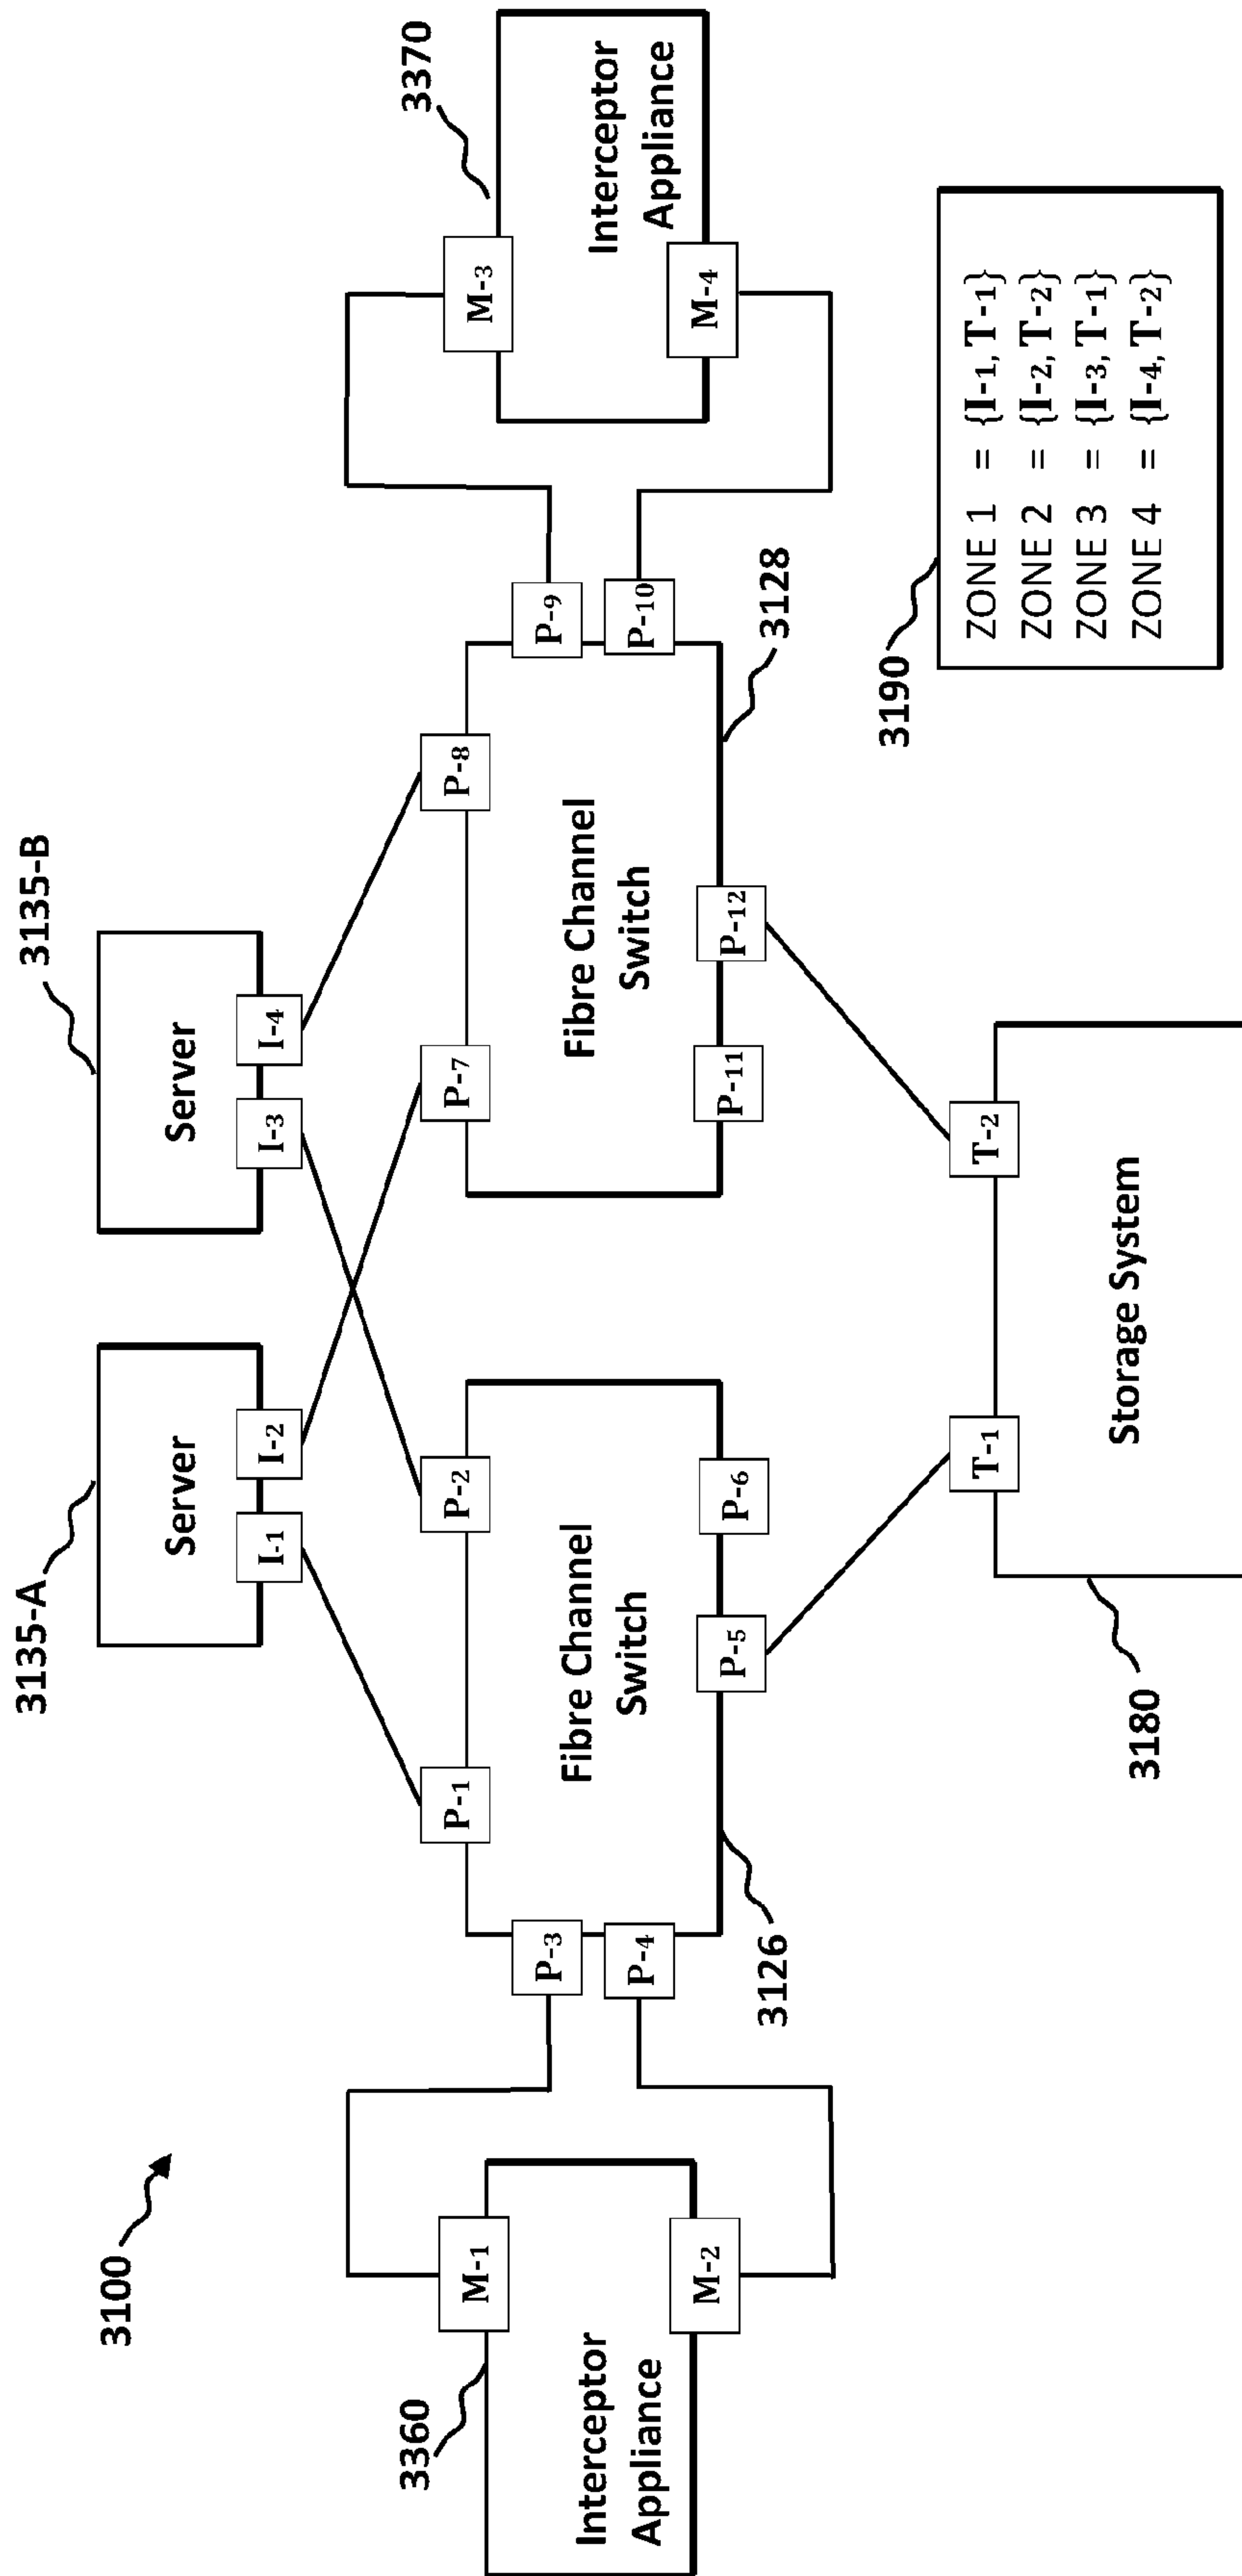 3100
3135-A
3135-B
Server
I-1
I-2
Server
I-3
I-4
3360
3370
M-1
Interceptor
Appliance
M-2
P-3
P-4
P-1
P-2
Fibre Channel
Switch
P-5
P-6
3126
P-7
P-8
Fibre Channel
Switch
P-9
P-10
P-11
P-12
3128
M-3
Interceptor
Appliance
M-4
T-1
T-2
Storage System
3180
3190
ZONE 1 = {I-1, T-1}
ZONE 2 = {I-2, T-2}
ZONE 3 = {I-3, T-1}
ZONE 4 = {I-4, T-2}